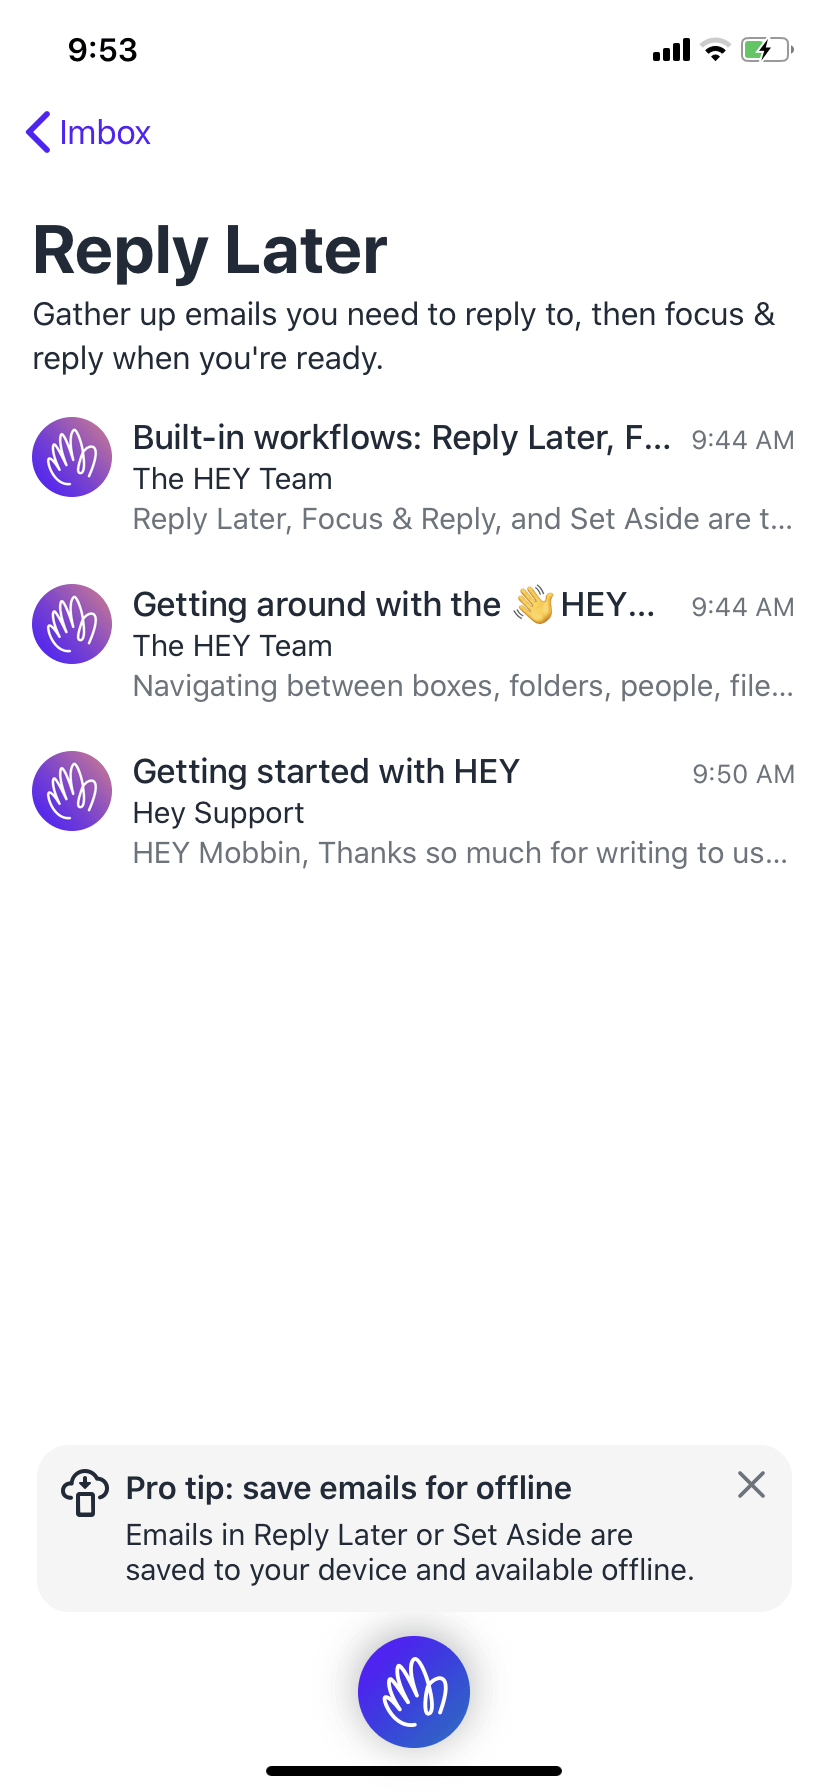 9:53
Imbox
Reply Later
Gather up emails you need to reply to, then focus &
reply when you're ready.
Built-in workflows: Reply Later, F... 9:44 AM
The HEY Team
Reply Later, Focus & Reply, and Set Aside are t...
Getting around with the 👋 HEY... 9:44 AM
The HEY Team
Navigating between boxes, folders, people, file...
Getting started with HEY 9:50 AM
Hey Support
HEY Mobbin, Thanks so much for writing to us...
Pro tip: save emails for offline
Emails in Reply Later or Set Aside are
saved to your device and available offline.